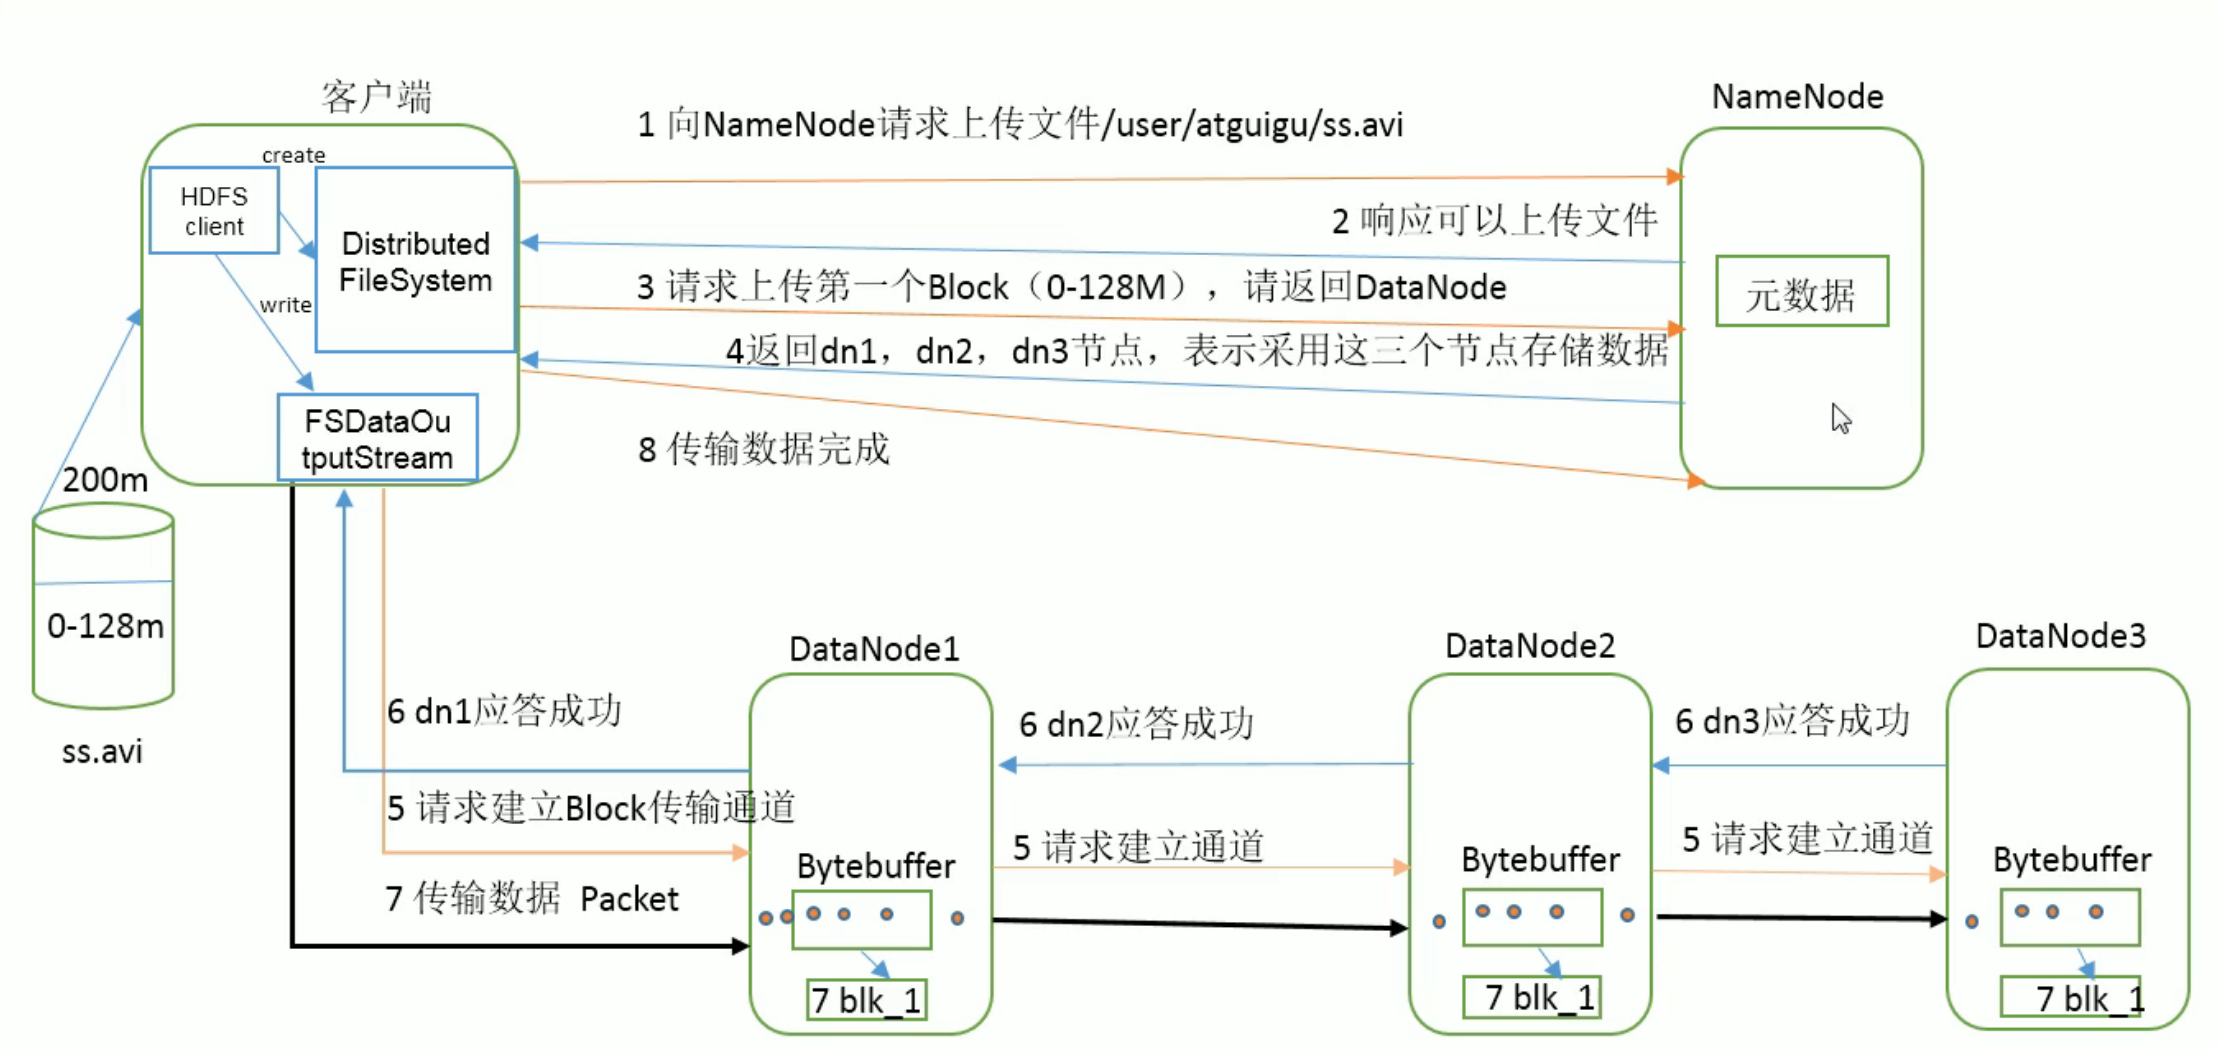 客户端
NameNode
1 向NameNode请求上传文件/user/atguigu/ss.avi
create
HDFS
client
Distributed
FileSystem
2 响应可以上传文件
write
3 请求上传第一个Block（0-128M），请返回DataNode
元数据
4返回dn1，dn2，dn3节点，表示采用这三个节点存储数据
FSDataOu
tputStream
8 传输数据完成
200m
0-128m
ss.avi
DataNode1
DataNode2
DataNode3
6 dn1应答成功
6 dn2应答成功
6 dn3应答成功
5 请求建立Block传输通道
5 请求建立通道
5 请求建立通道
Bytebuffer
Bytebuffer
Bytebuffer
7 传输数据 Packet
7 blk_1
7 blk_1
7 blk_1